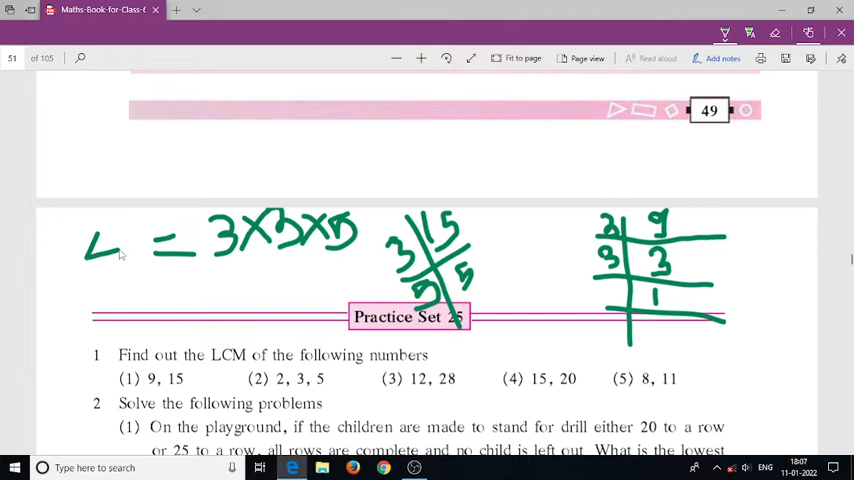 Maths-Book-for-Class-6
51 of 105
Fit to page
Page view
Read aloud
Add notes
49
L = 3×3×5
15
3 5
5
3 9
3 3
1
Practice Set 25
1 Find out the LCM of the following numbers
(1) 9, 15 (2) 2, 3, 5 (3) 12, 28 (4) 15, 20 (5) 8, 11
2 Solve the following problems
(1) On the playground, if the children are made to stand for drill either 20 to a row
or 25 to a row, all rows are complete and no child is left out. What is the lowest
Type here to search
ENG
18:07
11-01-2022